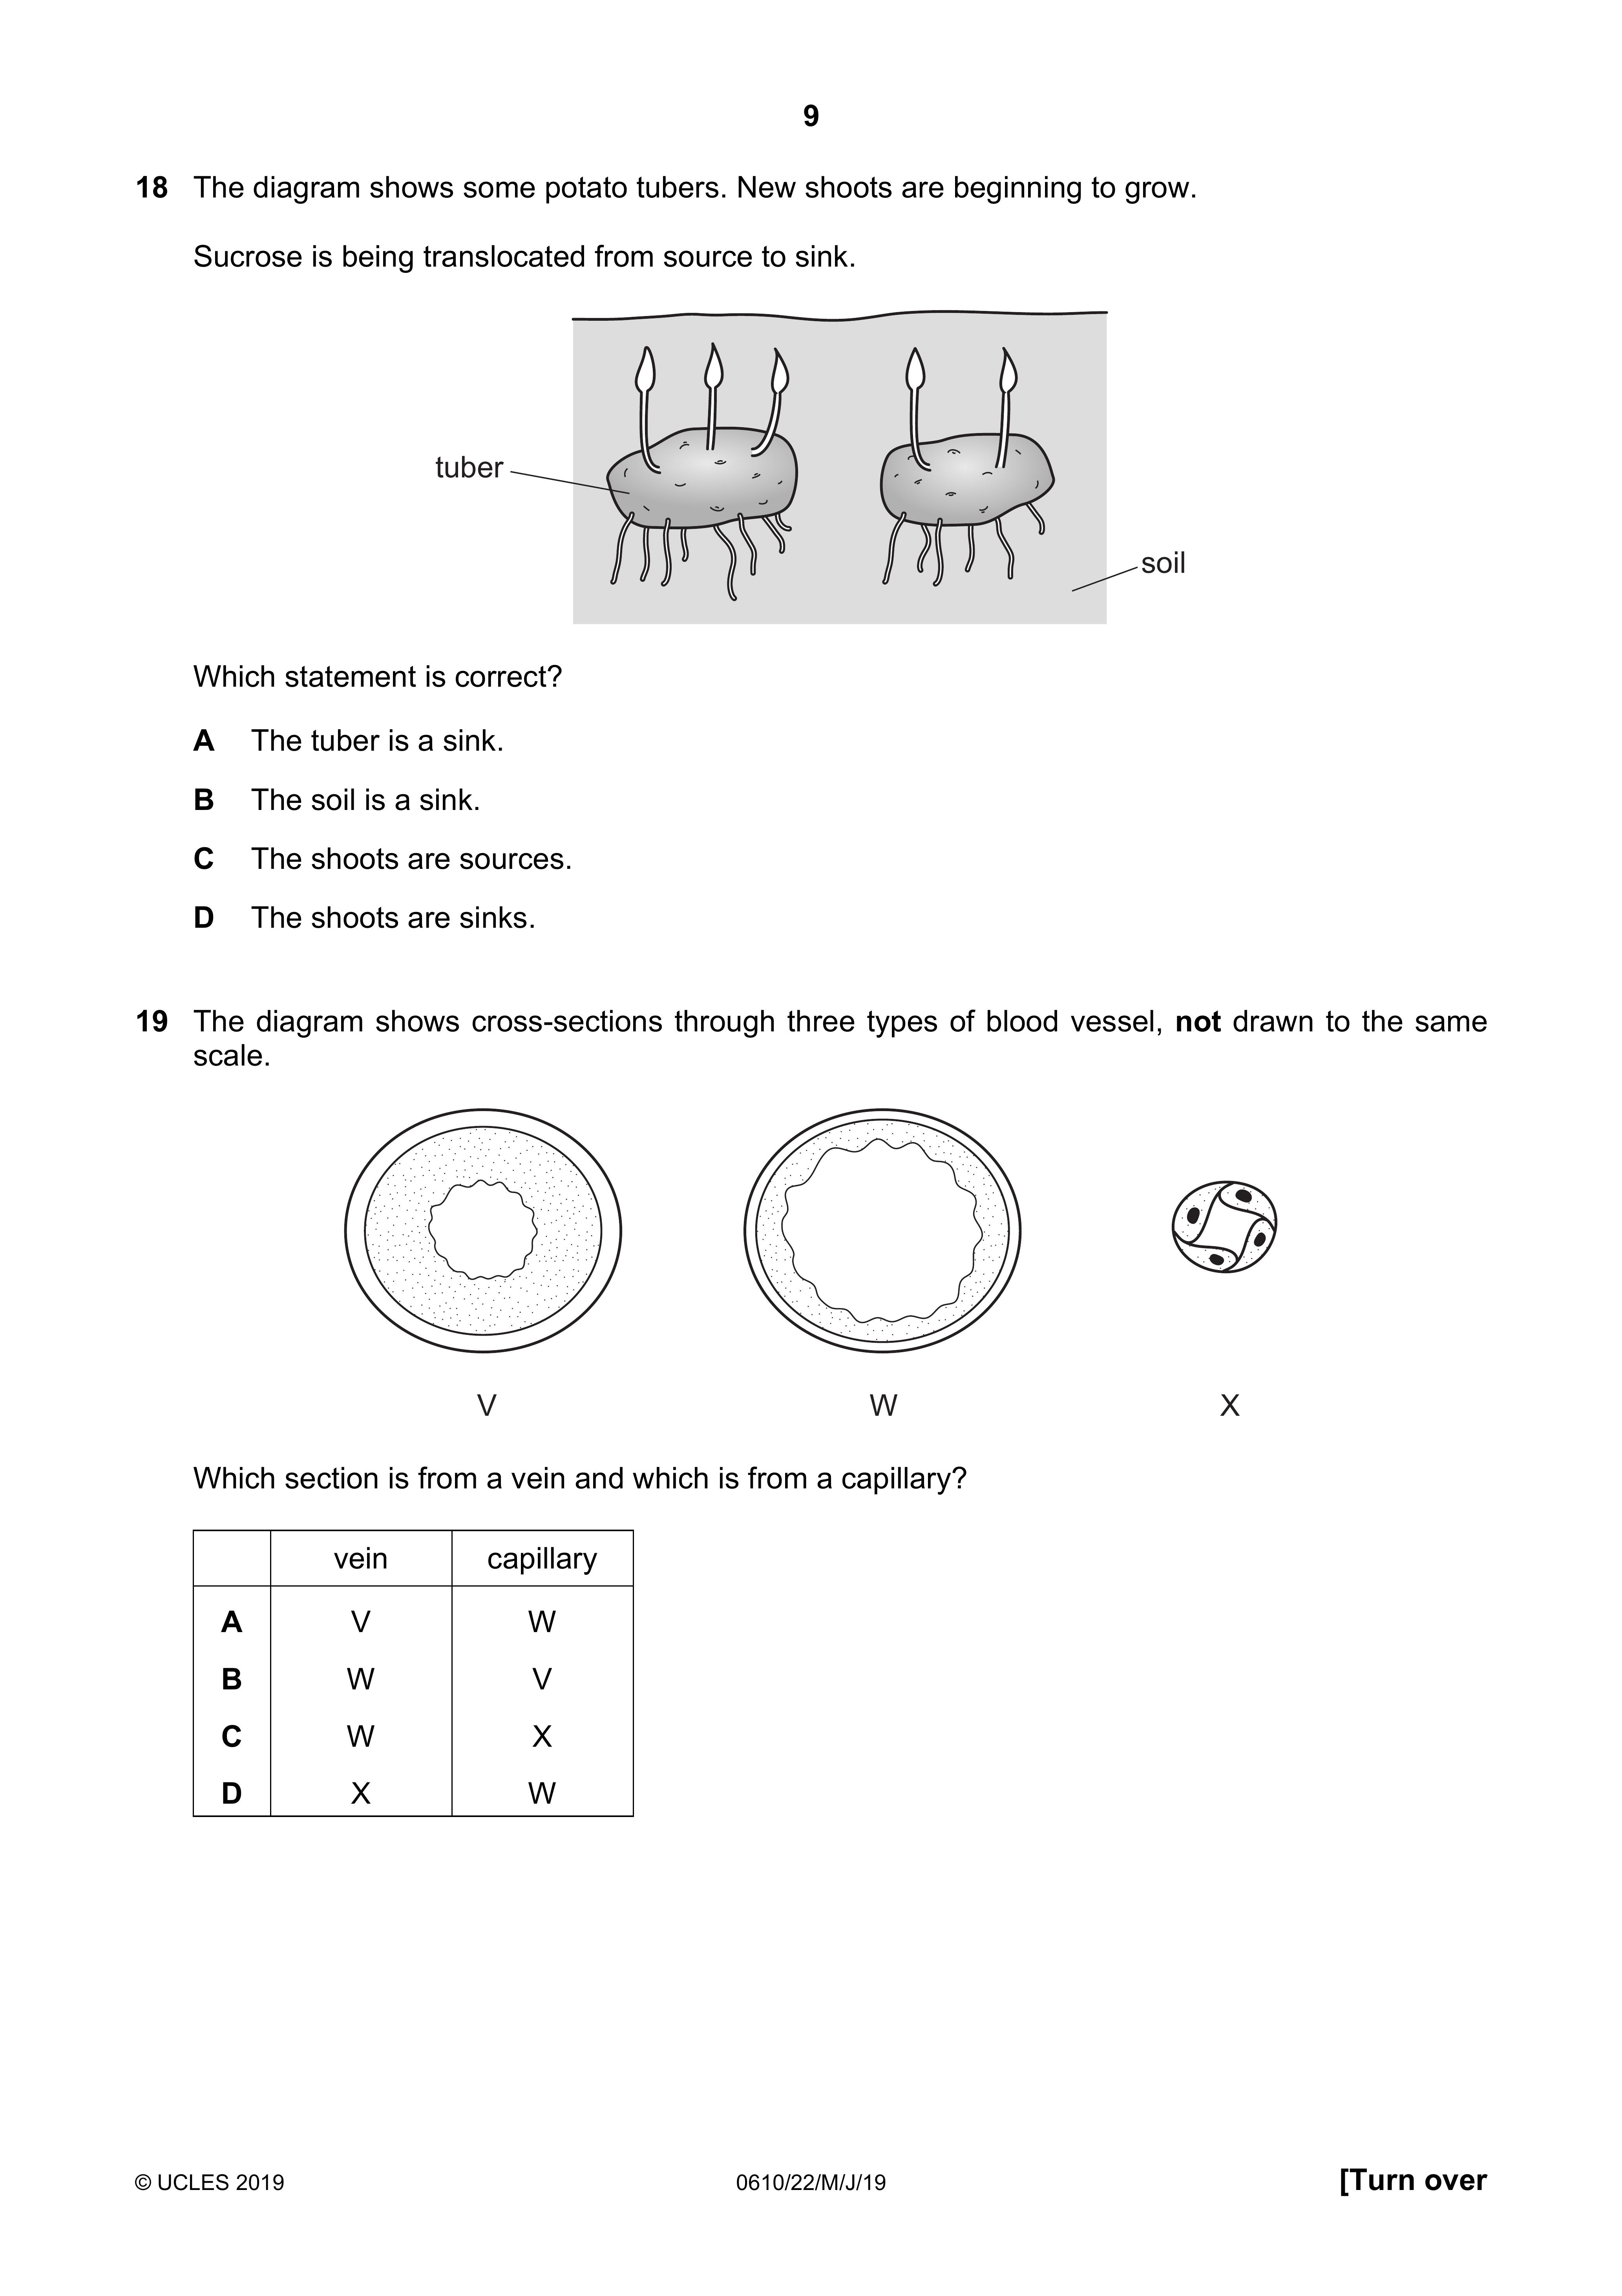 9
18 The diagram shows some potato tubers. New shoots are beginning to grow.
Sucrose is being translocated from source to sink.
tuber
soil
Which statement is correct?
A The tuber is a sink.
B The soil is a sink.
C The shoots are sources.
D The shoots are sinks.
19 The diagram shows cross-sections through three types of blood vessel, not drawn to the same
scale.
V W X
Which section is from a vein and which is from a capillary?
vein capillary
A V W
B W V
C W X
D X W
© UCLES 2019 0610/22/M/J/19 [Turn over